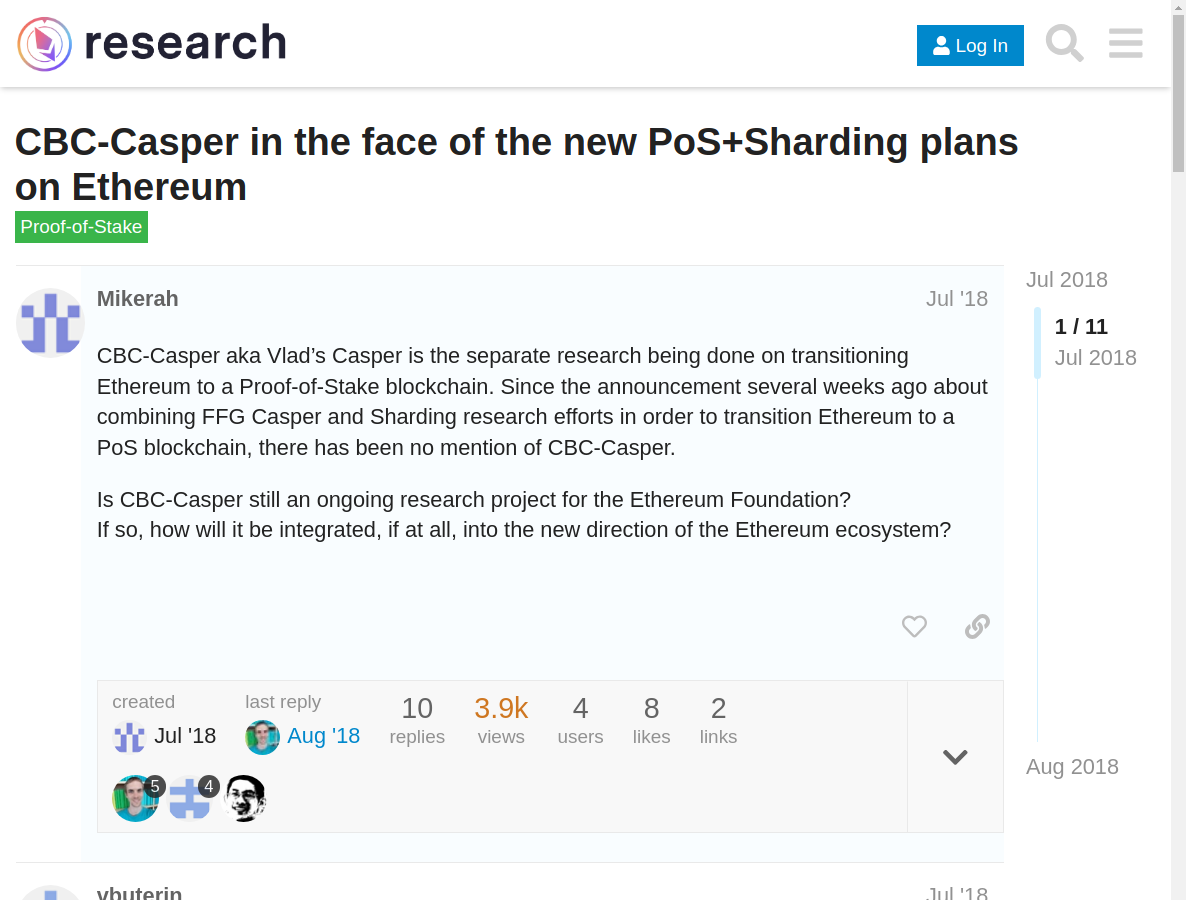 research
Log In
CBC-Casper in the face of the new PoS+Sharding plans
on Ethereum
Proof-of-Stake
Mikerah
Jul '18
CBC-Casper aka Vlad’s Casper is the separate research being done on transitioning
Ethereum to a Proof-of-Stake blockchain. Since the announcement several weeks ago about
combining FFG Casper and Sharding research efforts in order to transition Ethereum to a
PoS blockchain, there has been no mention of CBC-Casper.
Is CBC-Casper still an ongoing research project for the Ethereum Foundation?
If so, how will it be integrated, if at all, into the new direction of the Ethereum ecosystem?
Jul 2018
1 / 11
Jul 2018
Aug 2018
created
Jul '18
last reply
Aug '18
10
replies
3.9k
views
4
users
8
likes
2
links
5
4
vbuterin
Jul '18